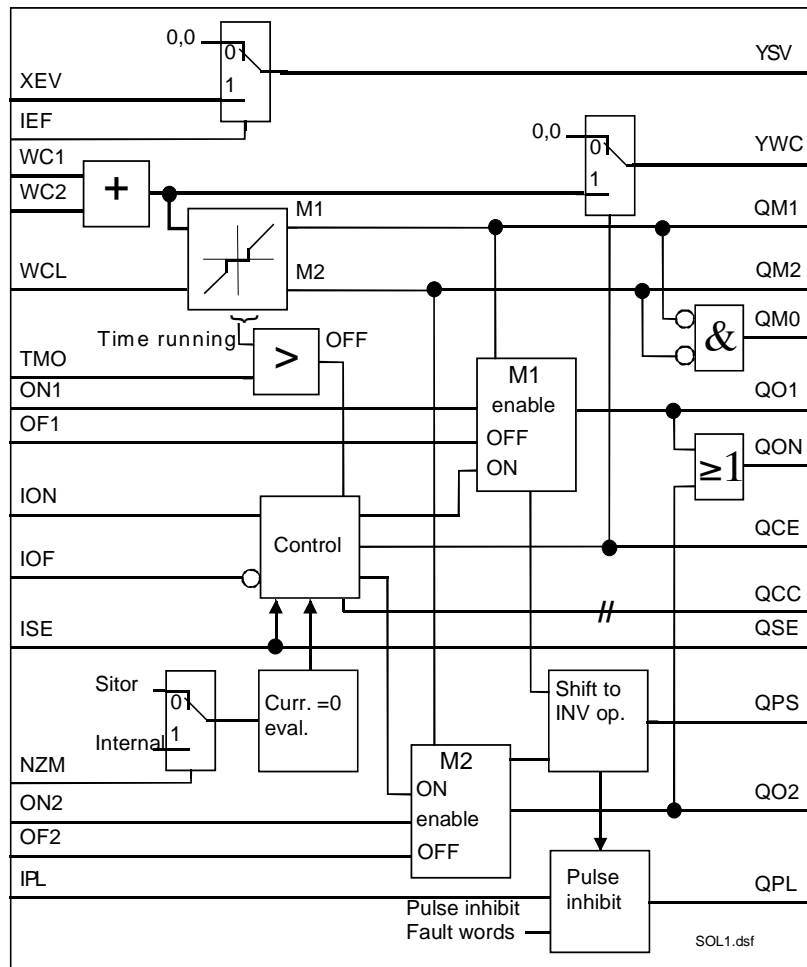 0,0
0
YSV
XEV
1
IEF
WC1
0,0
0
YWC
WC2
+
1
M1
QM1
WCL
M2
QM2
Time running
OFF
QM0
&
TMO
>
M1
ON1
enable
QO1
OF1
OFF
ON
≥1
QON
ION
Control
QCE
IOF
QCC
//
ISE
QSE
Sitor
0
Curr. =0
eval.
Shift to
INV op.
QPS
Internal
1
NZM
M2
ON
ON2
enable
QO2
OF2
OFF
IPL
Pulse
inhibit
QPL
Pulse inhibit
Fault words
SOL1.dsf